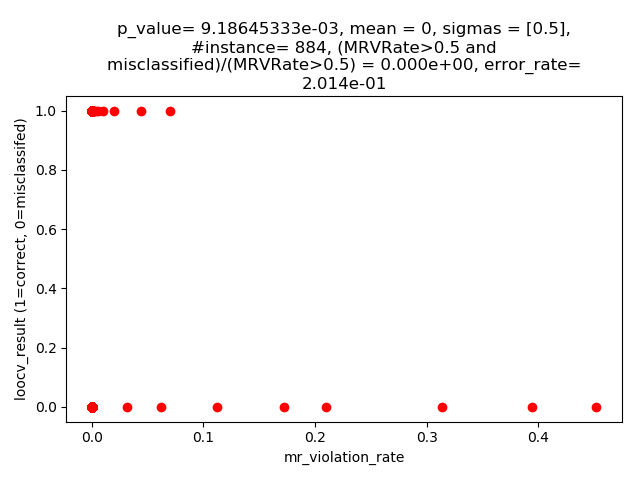 p_value= 9.18645333e-03, mean = 0, sigmas = [0.5],
#instance= 884, (MRVRate>0.5 and
misclassified)/(MRVRate>0.5) = 0.000e+00, error_rate=
2.014e-01
loocv_result (1=correct, 0=misclassifed)
1.0
0.8
0.6
0.4
0.2
0.0
0.0 0.1 0.2 0.3 0.4
mr_violation_rate